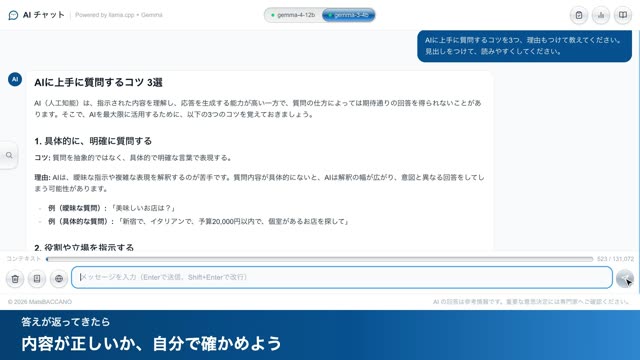 AI チャット
Powered by llama.cpp + Gemma
gemma-4-12b
gemma-3-4b
AIに上手に質問するコツを3つ、理由もつけて教えてください。
見出しをつけて、読みやすくしてください。
AI
AIに上手に質問するコツ 3選
AI（人工知能）は、指示された内容を理解し、応答を生成する能力が高い一方で、質問の仕方によっては期待通りの回答を得られないことがあ
ります。そこで、AIを最大限に活用するために、以下の3つのコツを覚えておきましょう。
1. 具体的に、明確に質問する
コツ: 質問を抽象的ではなく、具体的で明確な言葉で表現する。
理由: AIは、曖昧な指示や複雑な表現を解釈するのが苦手です。質問内容が具体的にないと、AIは解釈の幅が広がり、意図と異なる回答をしてし
まう可能性があります。
- 例（曖昧な質問）: 「美味しいお店は？」
- 例（具体的な質問）: 「新宿で、イタリアンで、予算20,000円以内で、個室があるお店を探して」
2. 役割や立場を指示する
コンテキスト
523 / 131,072
メッセージを入力（Enterで送信、Shift+Enterで改行）
© 2026 MatsiBACCANO
AI の回答は参考情報です。重要な意思決定には専門家へご確認ください。
答えが返ってきたら
内容が正しいか、自分で確かめよう